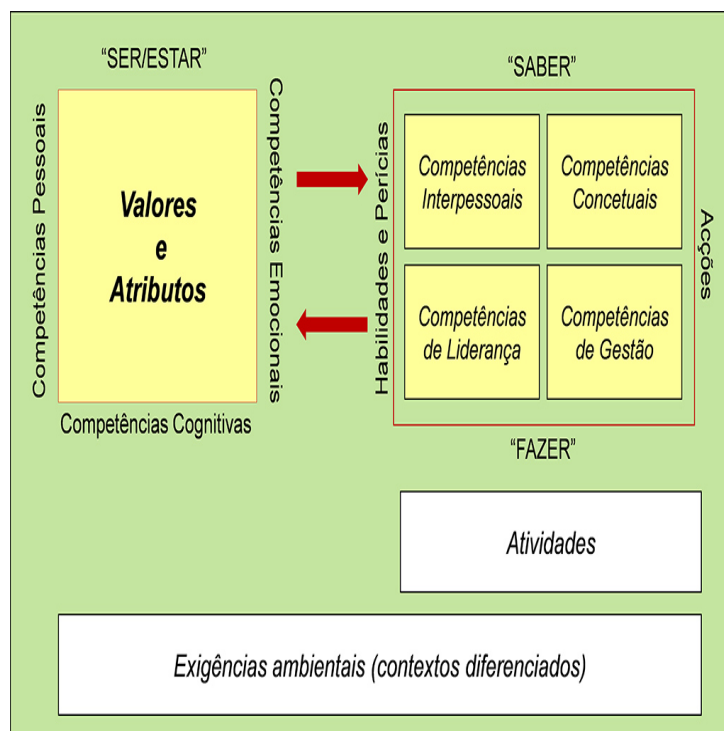 “SER/ESTAR”
Competências Pessoais
Valores
e
Atributos
Competências Emocionais
Competências Cognitivas
“SABER”
Habilidades e Perícias
Competências
Interpessoais
Competências
Concetuais
Competências
de Liderança
Competências
de Gestão
Acções
“FAZER”
Atividades
Exigências ambientais (contextos diferenciados)